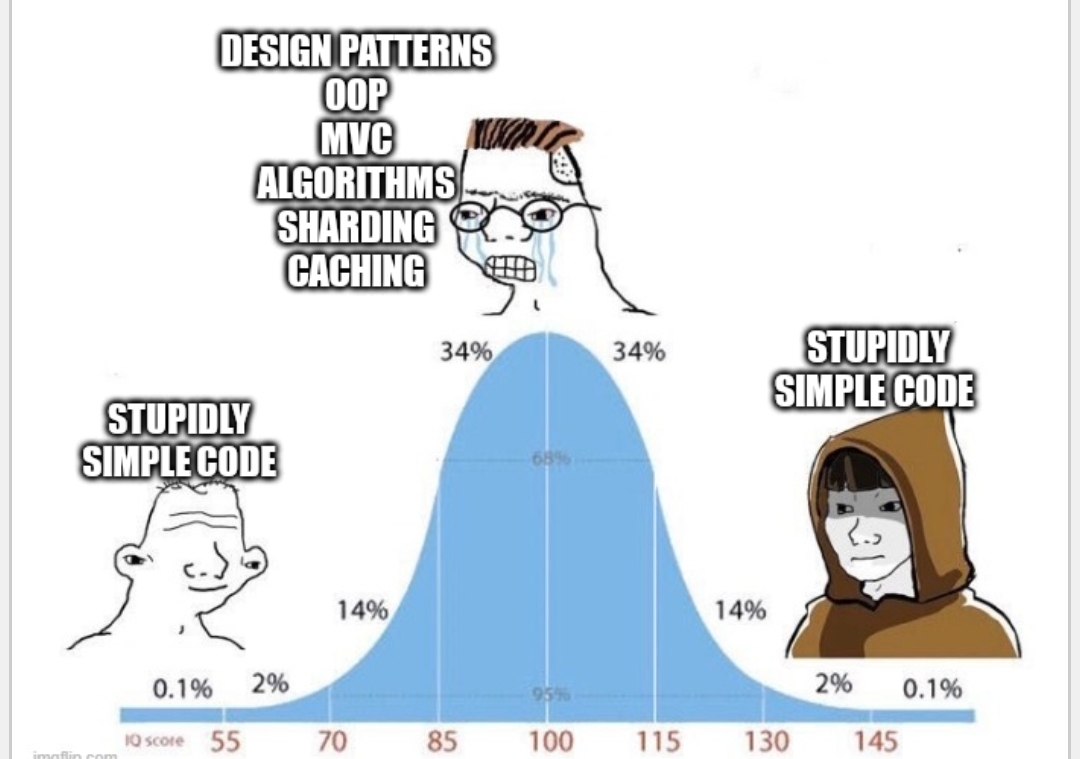 DESIGN PATTERNS
OOP
MVC
ALGORITHMS
SHARDING
CACHING
34% 34%
STUPIDLY
SIMPLE CODE
STUPIDLY
SIMPLE CODE
68%
14% 14%
0.1% 2% 2% 0.1%
95%
IQ score 55 70 85 100 115 130 145
imgflip.com